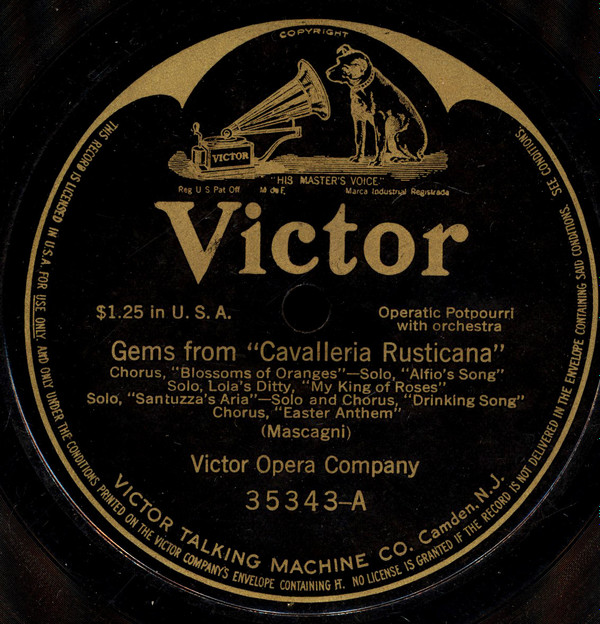 COPYRIGHT
VICTOR
"HIS MASTER'S VOICE"
Reg U S Pat Off M de F. Marca Industrial Registrada
Victor
$1.25 in U. S. A.
Operatic Potpourri
with orchestra
Gems from "Cavalleria Rusticana"
Chorus, "Blossoms of Oranges"—Solo, "Alfio's Song"
Solo, Lola's Ditty, "My King of Roses"
Solo, "Santuzza's Aria"—Solo and Chorus, "Drinking Song"
Chorus, "Easter Anthem"
(Mascagni)
Victor Opera Company
35343-A
VICTOR TALKING MACHINE CO. Camden, N.J.
THIS RECORD IS LICENSED IN U.S.A. FOR USE ONLY, AND ONLY UNDER THE CONDITIONS PRINTED ON THE VICTOR COMPANY'S ENVELOPE CONTAINING IT. NO LICENSE IS GRANTED IF THE RECORD IS NOT DELIVERED IN THE ENVELOPE CONTAINING SAID CONDITIONS. SEE CONDITIONS.